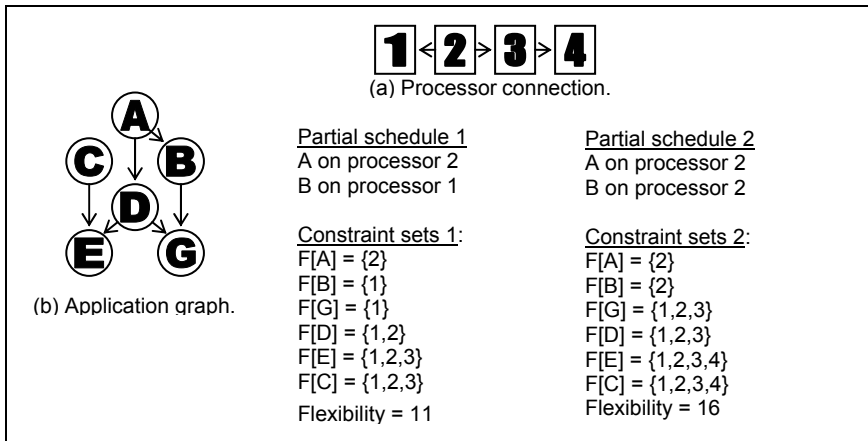 1 2 3 4
(a) Processor connection.
A
C
B
D
E
G
(b) Application graph.
Partial schedule 1
A on processor 2
B on processor 1
Constraint sets 1:
F[A] = {2}
F[B] = {1}
F[G] = {1}
F[D] = {1,2}
F[E] = {1,2,3}
F[C] = {1,2,3}
Flexibility = 11
Partial schedule 2
A on processor 2
B on processor 2
Constraint sets 2:
F[A] = {2}
F[B] = {2}
F[G] = {1,2,3}
F[D] = {1,2,3}
F[E] = {1,2,3,4}
F[C] = {1,2,3,4}
Flexibility = 16